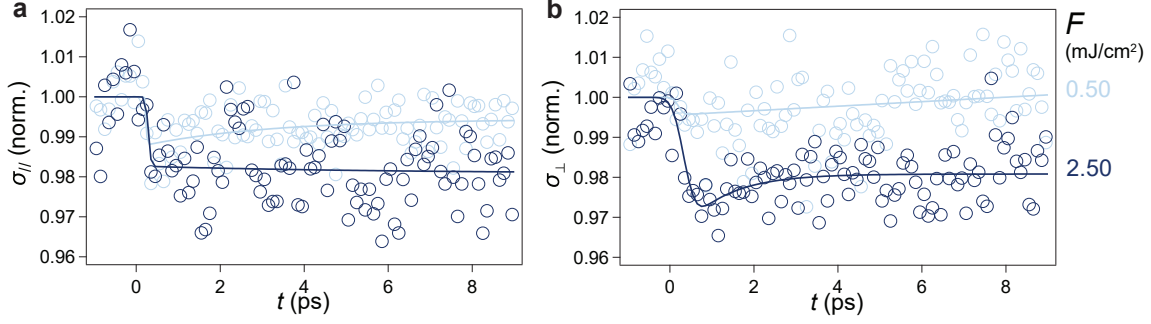 a
1.02
1.01
1.00
0.99
0.98
0.97
0.96
σ// (norm.)
0 2 4 6 8
t (ps)
b
1.02
1.01
1.00
0.99
0.98
0.97
0.96
σ⊥ (norm.)
0 2 4 6 8
t (ps)
F
(mJ/cm²)
0.50
2.50